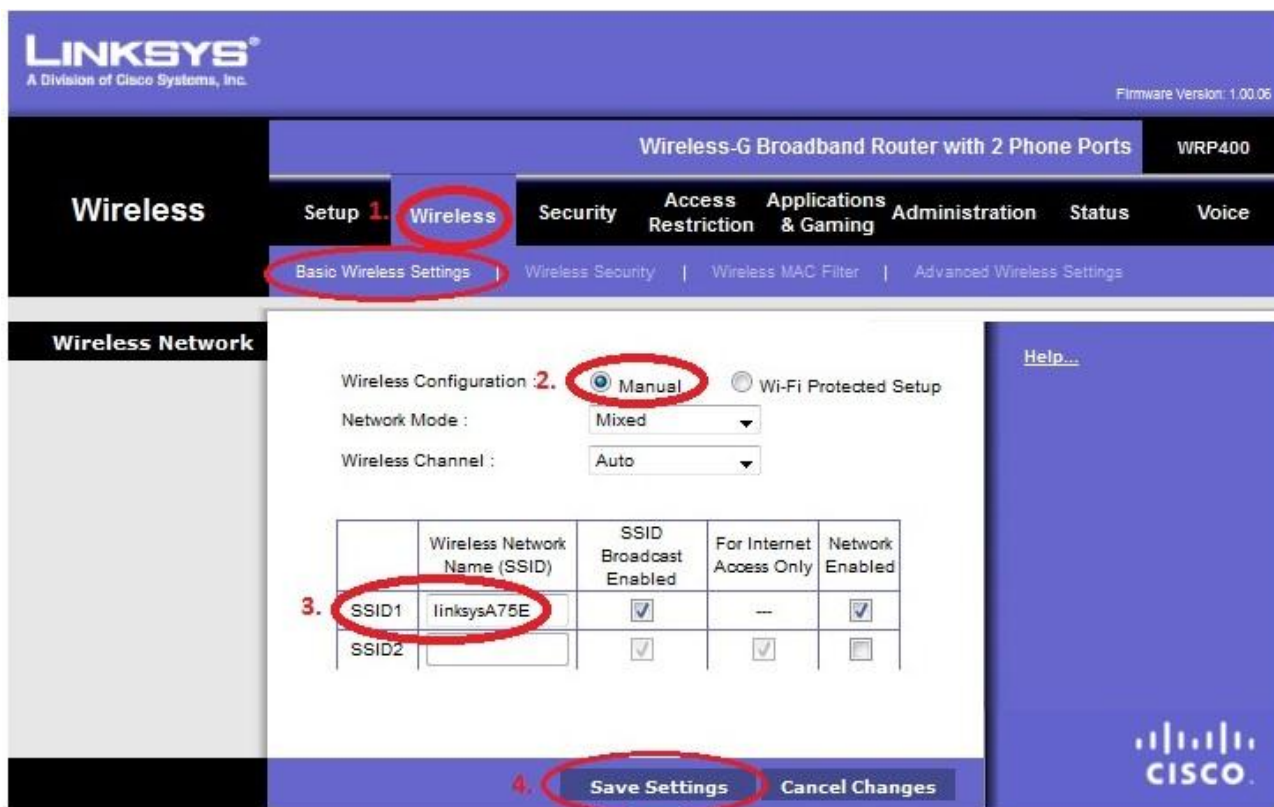 LINKSYS®
A Division of Cisco Systems, Inc.
Firmware Version: 1.00.06
Wireless-G Broadband Router with 2 Phone Ports WRP400
Wireless
Setup 1. Wireless Security Access Restriction Applications & Gaming Administration Status Voice
Basic Wireless Settings | Wireless Security | Wireless MAC Filter | Advanced Wireless Settings
Wireless Network
Help...
Wireless Configuration : 2. Manual Wi-Fi Protected Setup
Network Mode : Mixed
Wireless Channel : Auto
Wireless Network Name (SSID) SSID Broadcast Enabled For Internet Access Only Network Enabled
3. SSID1 linksysA75E ---
SSID2
4. Save Settings Cancel Changes
CISCO.